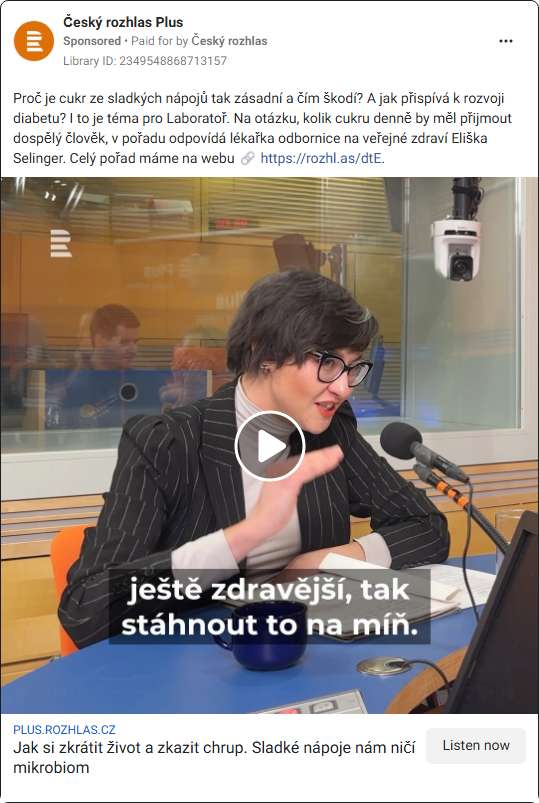 Český rozhlas Plus
Sponsored • Paid for by Český rozhlas
Library ID: 2349548868713157
Proč je cukr ze sladkých nápojů tak zásadní a čím škodí? A jak přispívá k rozvoji
diabetu? I to je téma pro Laboratoř. Na otázku, kolik cukru denně by měl přijmout
dospělý člověk, v pořadu odpovídá lékařka odbornice na veřejné zdraví Eliška
Selinger. Celý pořad máme na webu 🔗 https://rozhl.as/dtE.
ještě zdravější, tak
stáhnout to na míň.
PLUS.ROZHLAS.CZ
Jak si zkrátit život a zkazit chrup. Sladké nápoje nám ničí
mikrobiom
Listen now